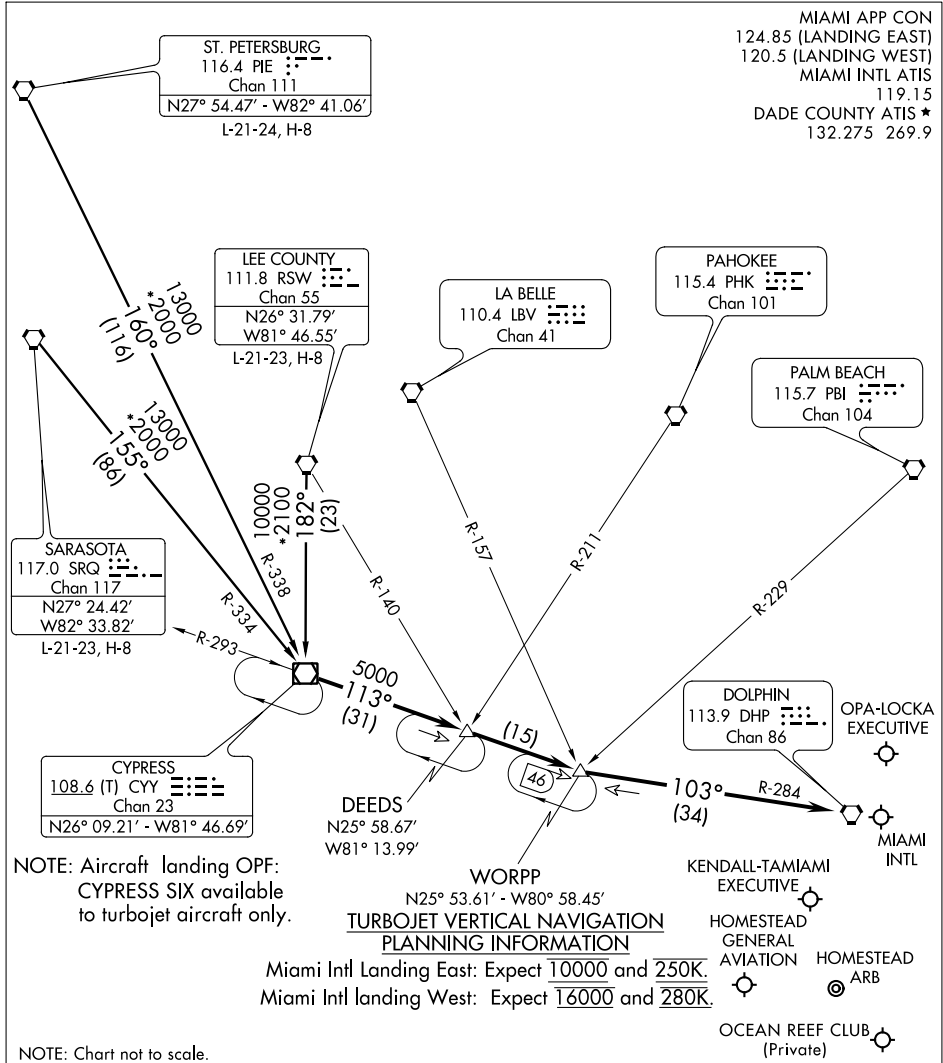 MIAMI APP CON
124.85 (LANDING EAST)
120.5 (LANDING WEST)
MIAMI INTL ATIS
119.15
DADE COUNTY ATIS ★
132.275 269.9
ST. PETERSBURG
116.4 PIE
Chan 111
N27° 54.47′ - W82° 41.06′
L-21-24, H-8
LEE COUNTY
111.8 RSW
Chan 55
N26° 31.79′
W81° 46.55′
L-21-23, H-8
LA BELLE
110.4 LBV
Chan 41
PAHOKEE
115.4 PHK
Chan 101
PALM BEACH
115.7 PBI
Chan 104
13000
*2000
160°
(116)
13000
*2000
155°
(86)
10000
*2100
182°
(23)
R-338
R-334
R-293
R-140
R-157
R-211
R-229
SARASOTA
117.0 SRQ
Chan 117
N27° 24.42′
W82° 33.82′
L-21-23, H-8
5000
113°
(31)
(15)
46
103°
R-284
(34)
DOLPHIN
113.9 DHP
Chan 86
OPA-LOCKA
EXECUTIVE
MIAMI
INTL
CYPRESS
108.6 (T) CYY
Chan 23
N26° 09.21′ - W81° 46.69′
DEEDS
N25° 58.67′
W81° 13.99′
WORPP
N25° 53.61′ - W80° 58.45′
NOTE: Aircraft landing OPF:
CYPRESS SIX available
to turbojet aircraft only.
KENDALL-TAMIAMI
EXECUTIVE
HOMESTEAD
GENERAL
AVIATION
HOMESTEAD
ARB
OCEAN REEF CLUB
(Private)
TURBOJET VERTICAL NAVIGATION
PLANNING INFORMATION
Miami Intl Landing East: Expect 10000 and 250K.
Miami Intl landing West: Expect 16000 and 280K.
NOTE: Chart not to scale.